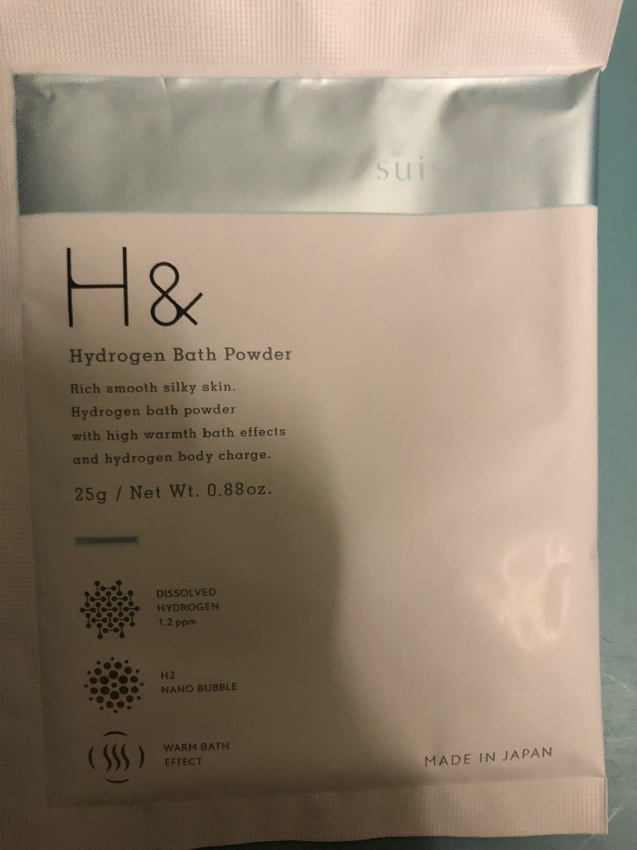 H&
Hydrogen Bath Powder
Rich smooth silky skin.
Hydrogen bath powder
with high warmth bath effects
and hydrogen body charge.
25g / Net Wt. 0.88oz.
DISSOLVED
HYDROGEN
1.2 ppm
H2
NANO BUBBLE
WARM BATH
EFFECT
MADE IN JAPAN